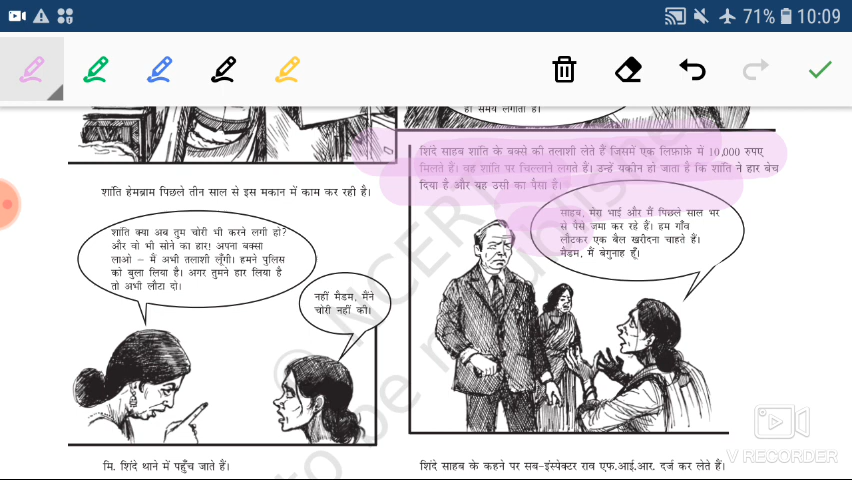 71%
10:09
हा समय लगाता है।
शांति हेमब्राम पिछले तीन साल से इस मकान में काम कर रही है।
शांति क्या अब तुम चोरी भी करने लगी हो?
और वो भी सोने का हार! अपना बक्सा
लाओ – मैं अभी तलाशी लूँगी। हमने पुलिस
को बुला लिया है। अगर तुमने हार लिया है
तो अभी लौटा दो।
नहीं मैडम, मैंने
चोरी नहीं की।
मि. शिंदे थाने में पहुँच जाते हैं।
शिंदे साहब शांति के बक्से की तलाशी लेते हैं जिसमें एक लिफ़ाफ़े में 10,000 रुपए
मिलते हैं। वह शांति पर चिल्लाने लगते हैं। उन्हें यकीन हो जाता है कि शांति ने हार बेच
दिया है और यह उसी का पैसा है।
साहब, मेरा भाई और मैं पिछले साल भर
से पैसे जमा कर रहे हैं। हम गाँव
लौटकर एक बैल खरीदना चाहते हैं।
मैडम, मैं बेगुनाह हूँ।
शिंदे साहब के कहने पर सब-इंस्पेक्टर राव एफ.आई.आर. दर्ज कर लेते हैं।
© NCERT
to be
V RECORDER